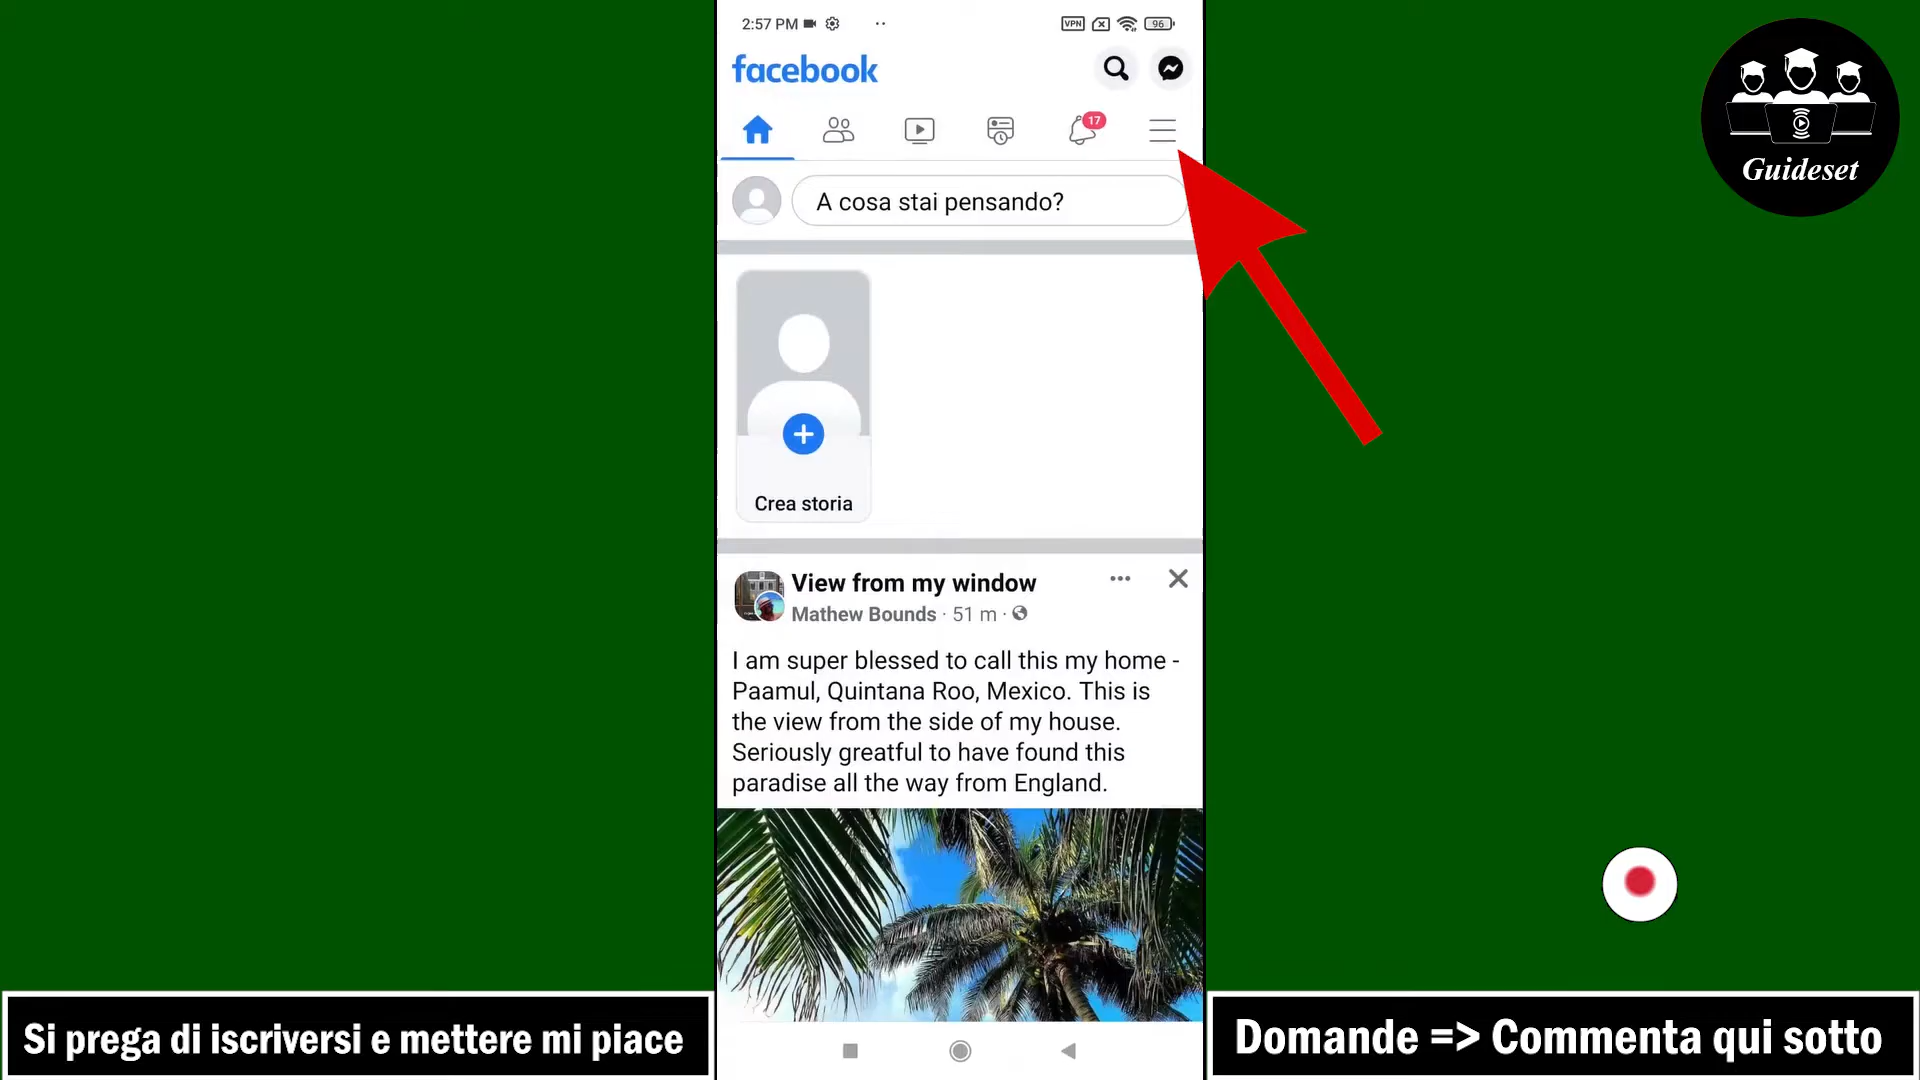 2:57 PM
VPN
96
facebook
17
Guideset
A cosa stai pensando?
Crea storia
View from my window
Mathew Bounds · 51 m ·
I am super blessed to call this my home -
Paamul, Quintana Roo, Mexico. This is
the view from the side of my house.
Seriously greatful to have found this
paradise all the way from England.
Si prega di iscriversi e mettere mi piace
Domande => Commenta qui sotto